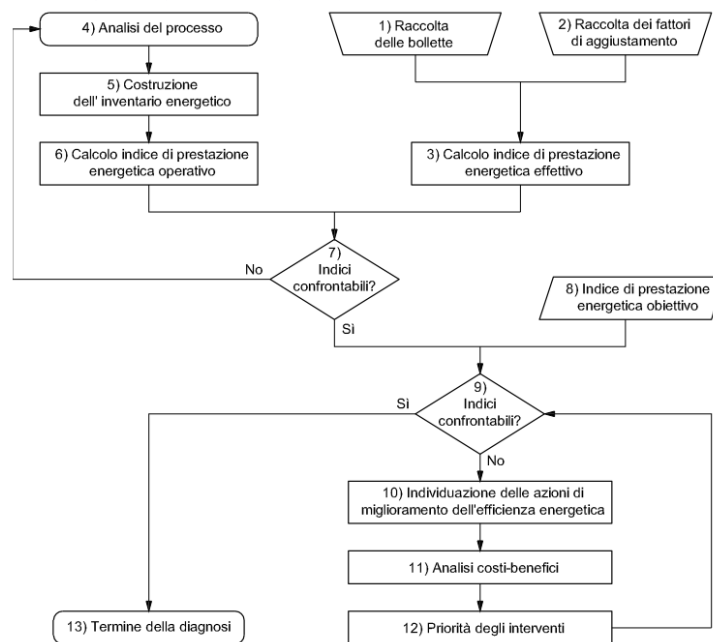 4) Analisi del processo
1) Raccolta
delle bollette
2) Raccolta dei fattori
di aggiustamento
5) Costruzione
dell' inventario energetico
6) Calcolo indice di prestazione
energetica operativo
3) Calcolo indice di prestazione
energetica effettivo
7)
Indici
confrontabili?
No
Sì
8) Indice di prestazione
energetica obiettivo
9)
Indici
confrontabili?
Sì
No
10) Individuazione delle azioni di
miglioramento dell'efficienza energetica
11) Analisi costi-benefici
12) Priorità degli interventi
13) Termine della diagnosi